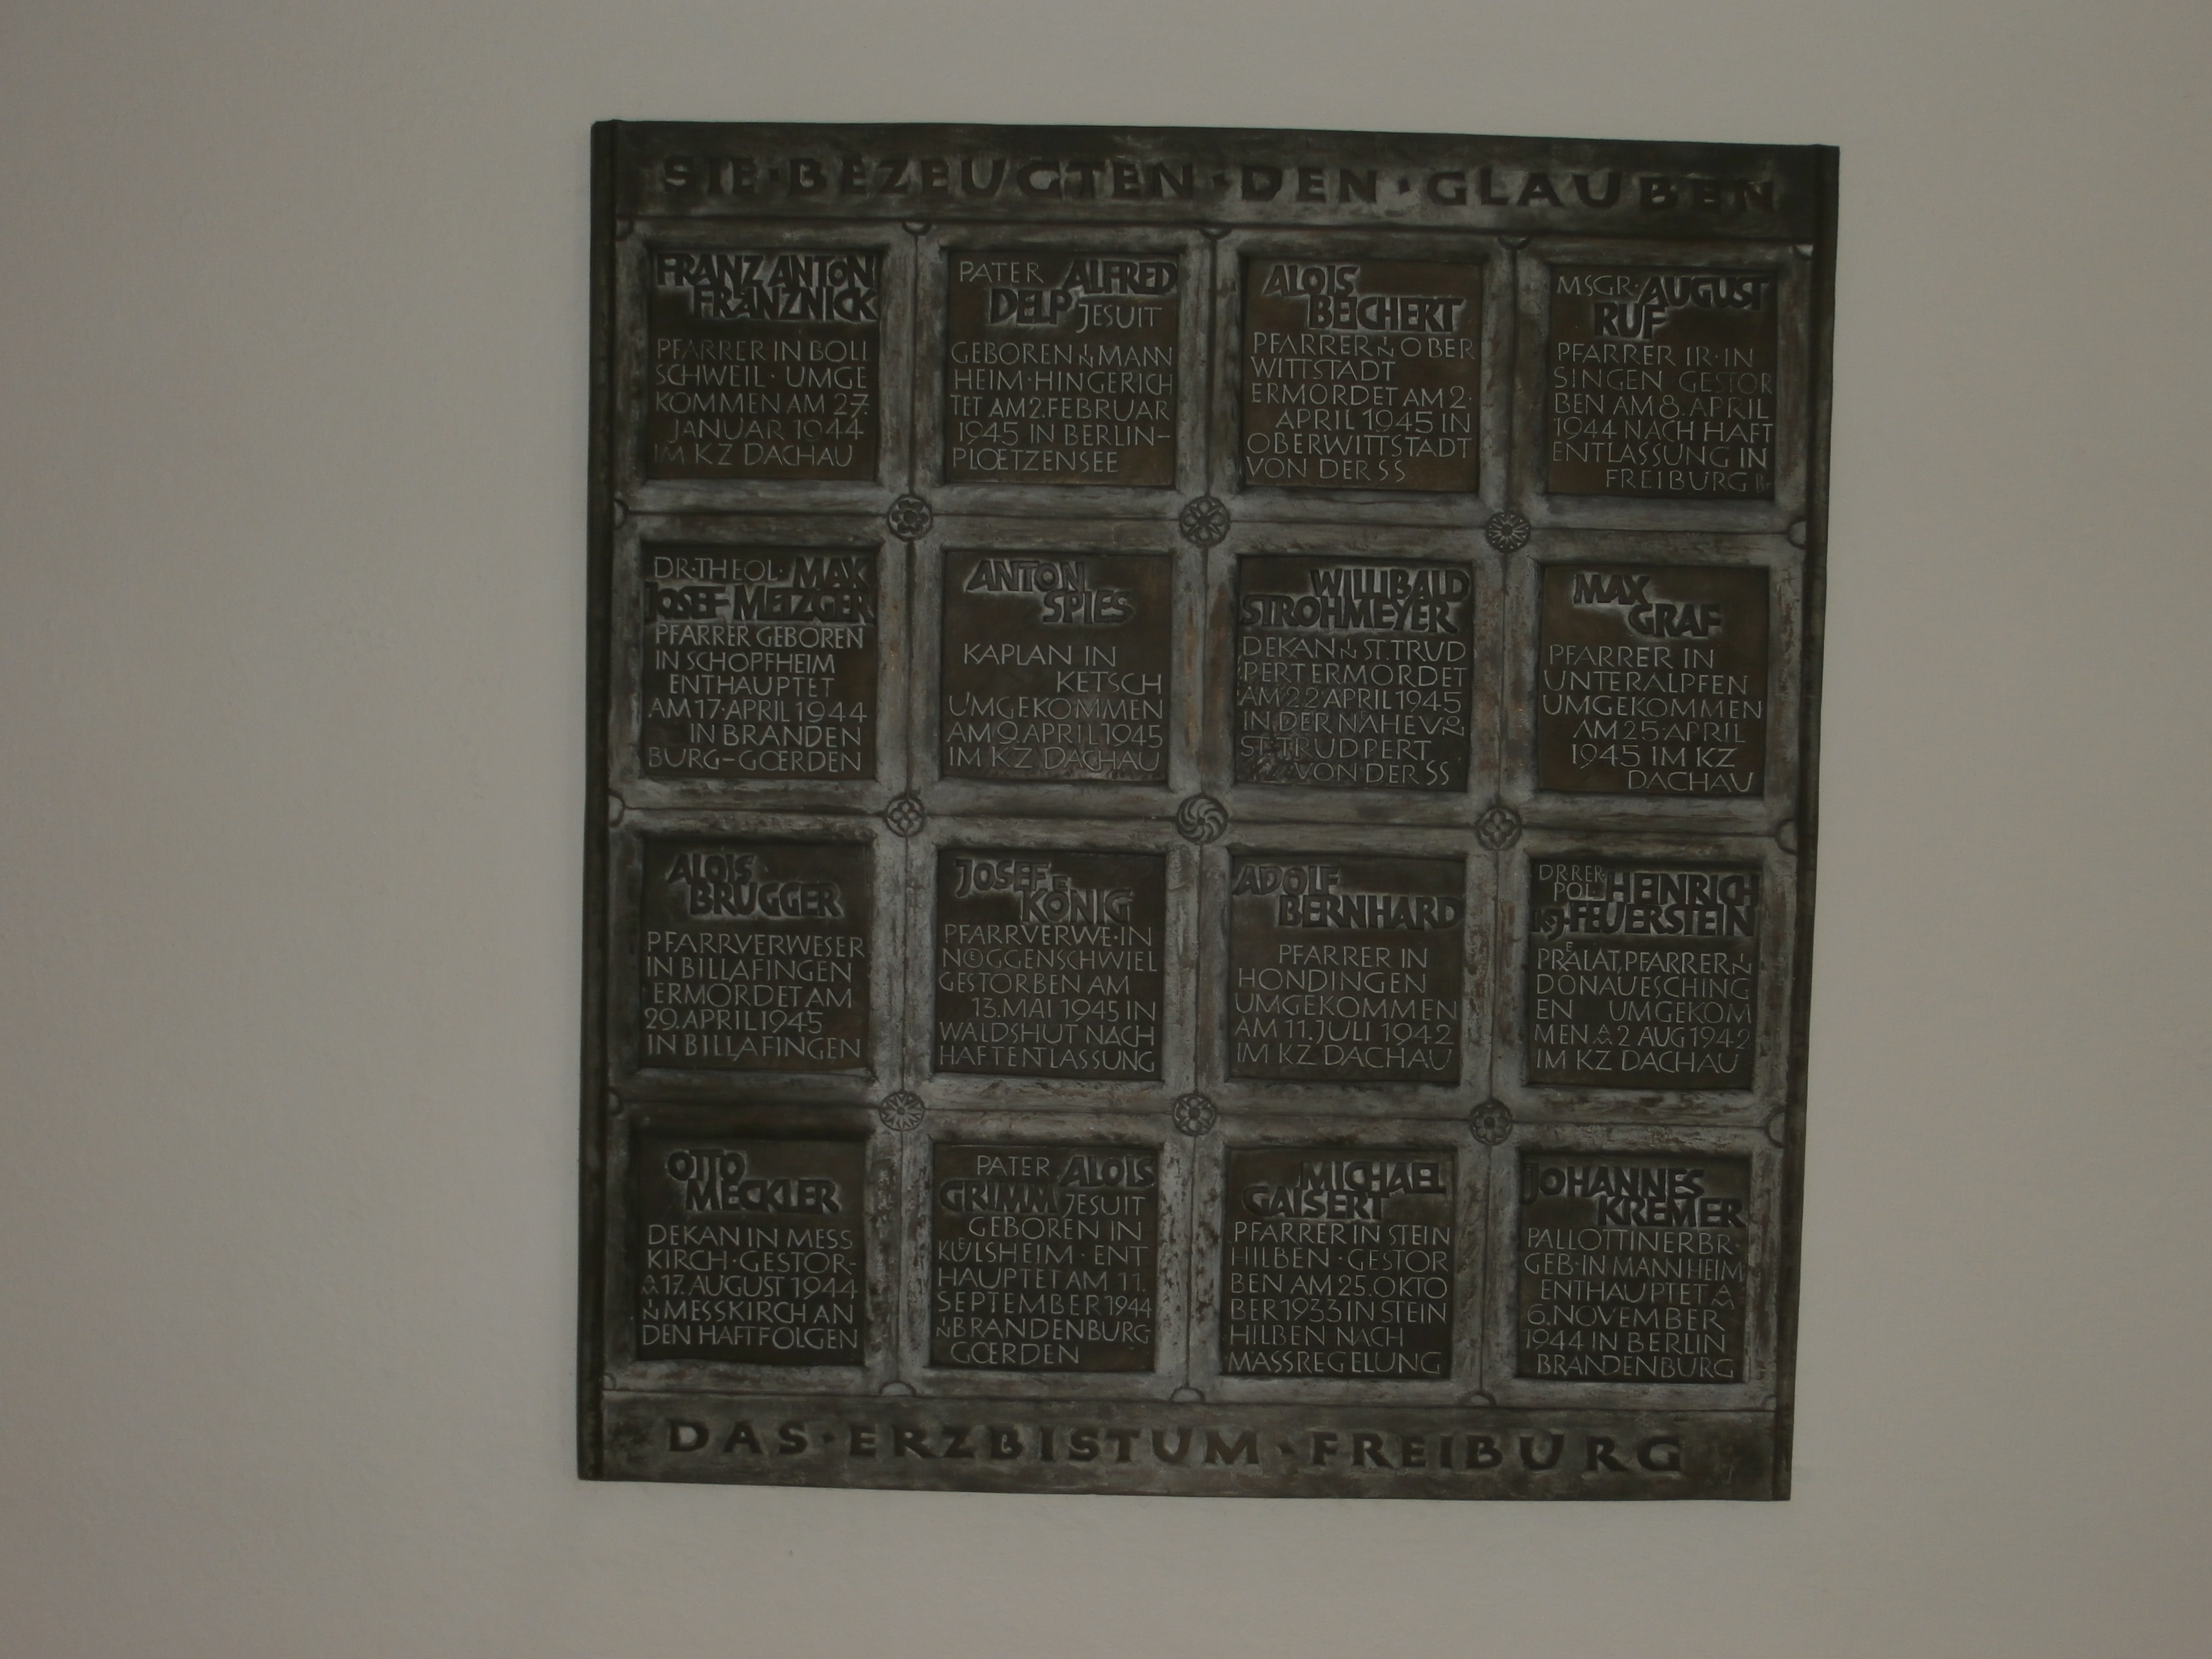 SIE·BEZEUGTEN·DEN·GLAUBEN
FRANZ ANTON
FRANZNICK
PFARRER IN BOLL
SCHWEIL·UMGE
KOMMEN AM 27.
JANUAR 1944
IM KZ DACHAU
PATER ALFRED
DELP JESUIT
GEBOREN IN MANN
HEIM·HINGERICH
TET AM 2. FEBRUAR
1945 IN BERLIN-
PLOETZENSEE
ALOIS
BEICHERT
PFARRER IN OBER
WITTSTADT
ERMORDET AM 2·
APRIL 1945 IN
OBERWITTSTADT
VON DER SS
MSGR·AUGUST
RUF
PFARRER IR·IN
SINGEN GESTOR
BEN AM 8. APRIL
1944 NACH HAFT
ENTLASSUNG IN
FREIBURG Br
DR·THEOL·MAX
JOSEF METZGER
PFARRER GEBOREN
IN SCHOPFHEIM
ENTHAUPTET
AM 17·APRIL 1944
IN BRANDEN
BURG-GOERDEN
ANTON
SPIES
KAPLAN IN
KETSCH
UMGEKOMMEN
AM 9. APRIL 1945
IM KZ DACHAU
WILLIBALD
STROHMEYER
DEKAN IN ST. TRUD
PERT ERMORDET
AM 22·APRIL 1945
IN DER NÄHE VON
ST. TRUDPERT
VON DER SS
MAX
GRAF
PFARRER IN
UNTERALPFEN
UMGEKOMMEN
AM 25·APRIL
1945 IM KZ
DACHAU
ALOIS
BRUGGER
PFARRVERWESER
IN BILLAFINGEN
ERMORDET AM
29. APRIL 1945
IN BILLAFINGEN
JOSEF
KOENIG
PFARRVERWE·IN
NOEGGENSCHWIEL
GESTORBEN AM
13. MAI 1945 IN
WALDSHUT NACH
HAFTENTLASSUNG
ADOLF
BERNHARD
PFARRER IN
HONDINGEN
UMGEKOMMEN
AM 11. JULI 1942
IM KZ DACHAU
DR RER
POL· HEINRICH
FEUERSTEIN
PRAELAT, PFARRER IN
DONAUESCHING
EN UMGEKOM
MEN AM 2 AUG 1942
IM KZ DACHAU
OTTO
MECKLER
DEKAN IN MESS
KIRCH·GESTOR-
AM 17. AUGUST 1944
IN MESSKIRCH AN
DEN HAFTFOLGEN
PATER ALOIS
GRIMM JESUIT
GEBOREN IN
KUELSHEIM·ENT
HAUPTET AM 11.
SEPTEMBER 1944
IN BRANDENBURG
GOERDEN
MICHAEL
GAISERT
PFARRER IN STEIN
HILBEN·GESTOR
BEN AM 25. OKTO
BER 1933 IN STEIN
HILBEN NACH
MASSREGELUNG
JOHANNES
KREMER
PALLOTTINERBR·
GEB·IN MANNHEIM
ENTHAUPTET AM
6. NOVEMBER
1944 IN BERLIN
BRANDENBURG
DAS·ERZBISTUM·FREIBURG